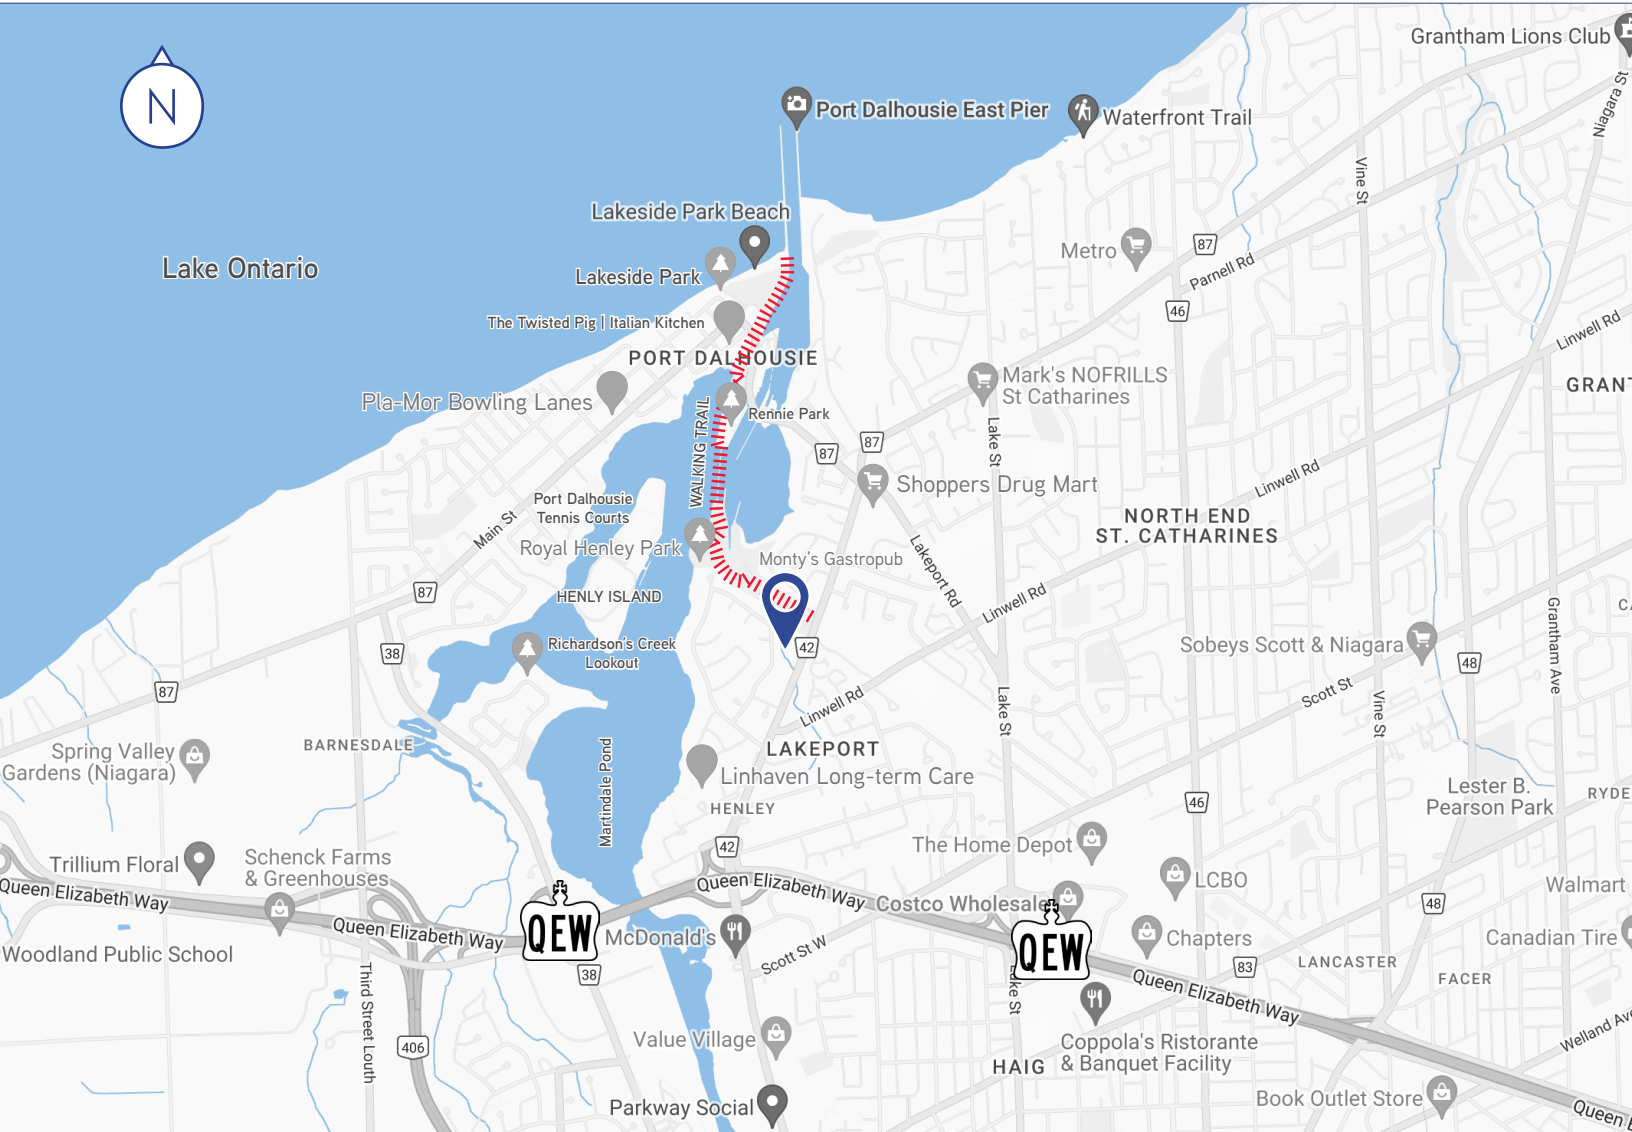 Grantham Lions Club
N
Port Dalhousie East Pier
Waterfront Trail
Niagara St
Vine St
Lakeside Park Beach
Metro
87
Parnell Rd
Lake Ontario
Lakeside Park
46
The Twisted Pig | Italian Kitchen
Linwell Rd
PORT DALHOUSIE
Mark's NOFRILLS
St Catharines
GRANT
Pla-Mor Bowling Lanes
Rennie Park
WALKING TRAIL
Lake St
87
87
Linwell Rd
Shoppers Drug Mart
Port Dalhousie
Tennis Courts
Main St
NORTH END
ST. CATHARINES
Royal Henley Park
Monty's Gastropub
Lakeport Rd
87
HENLY ISLAND
Linwell Rd
Grantham Ave
CA
38
Richardson's Creek
Lookout
42
Sobeys Scott & Niagara
48
87
Scott St
Linwell Rd
Lake St
Vine St
BARNESDALE
LAKEPORT
Spring Valley
Gardens (Niagara)
Martindale Pond
Linhaven Long-term Care
Lester B.
Pearson Park
RYDE
HENLEY
46
42
The Home Depot
Trillium Floral
Schenck Farms
& Greenhouses
Queen Elizabeth Way
Queen Elizabeth Way
LCBO
Walmart
Costco Wholesale
48
Queen Elizabeth Way
QEW
McDonald's
QEW
Chapters
Canadian Tire
Woodland Public School
Scott St W
38
83
LANCASTER
FACER
Third Street Louth
Lake St
Queen Elizabeth Way
Value Village
406
Coppola's Ristorante
& Banquet Facility
Welland Ave
HAIG
Book Outlet Store
Parkway Social
Queen E